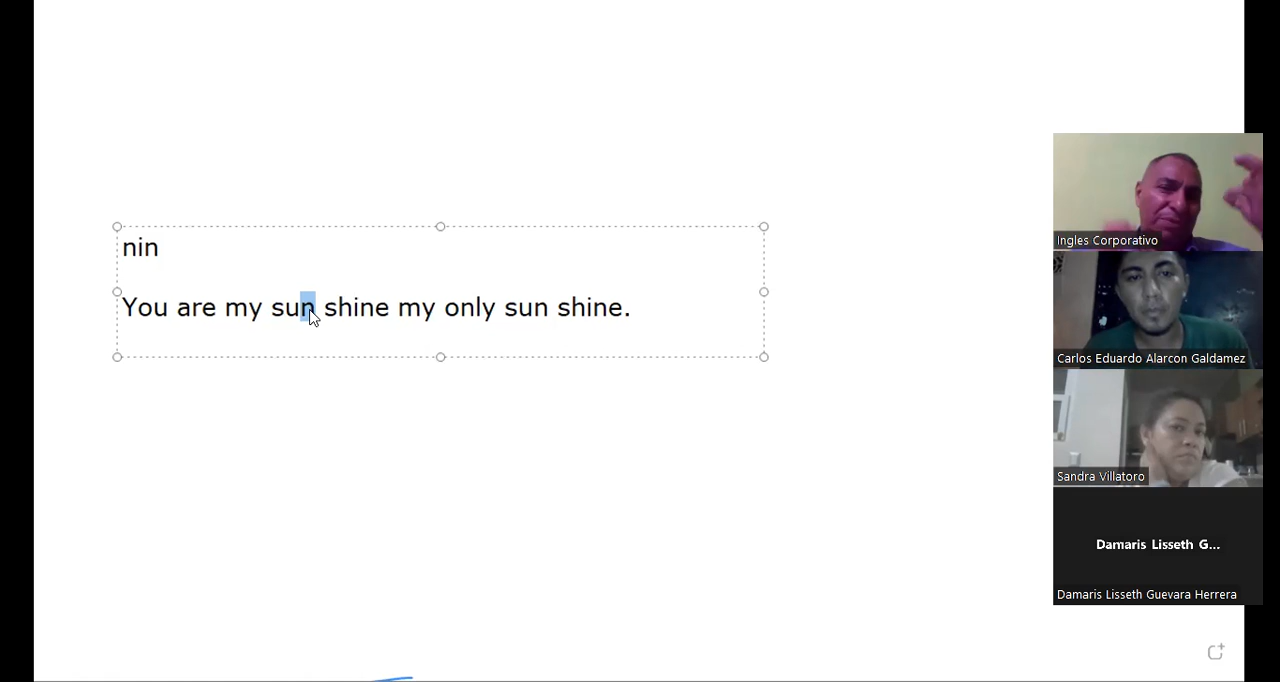 nin
You are my sun shine my only sun shine.
Ingles Corporativo
Carlos Eduardo Alarcon Galdamez
Sandra Villatoro
Damaris Lisseth G...
Damaris Lisseth Guevara Herrera